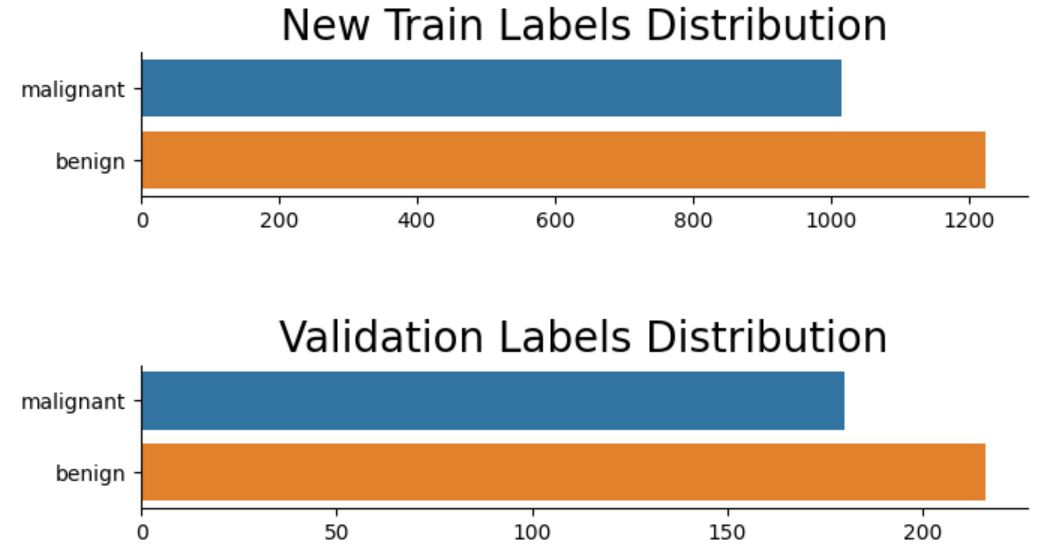 New Train Labels Distribution
malignant
benign
0 200 400 600 800 1000 1200
Validation Labels Distribution
malignant
benign
0 50 100 150 200